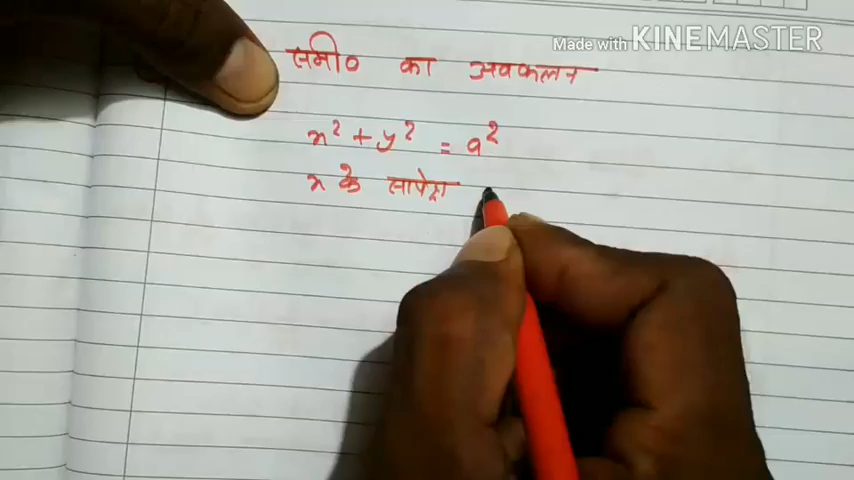 Made with KINEMASTER
समी० का अवकलन
x² + y² = a²
x के सापेक्ष